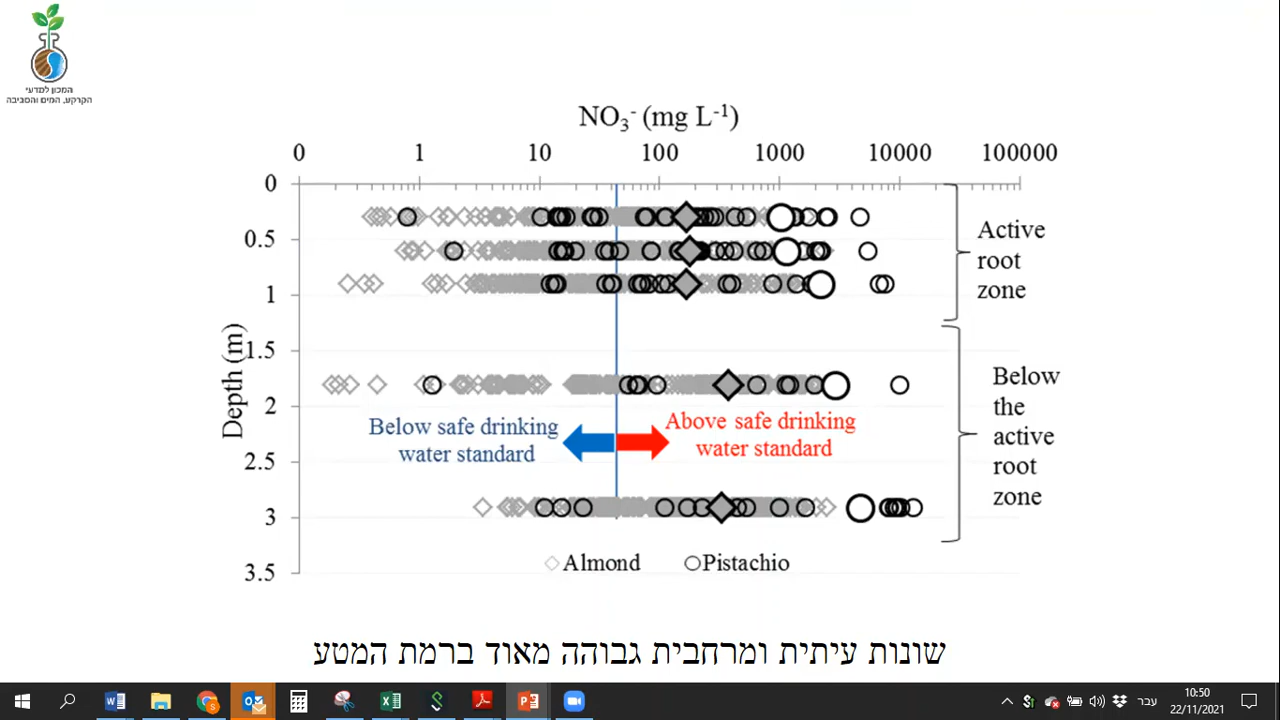 המכון למדעי
הקרקע, המים והסביבה
NO₃⁻ (mg L⁻¹)
0 1 10 100 1000 10000 100000
0
0.5
1
1.5
2
2.5
3
3.5
Depth (m)
Active
root
zone
Below
the
active
root
zone
Below safe drinking
water standard
Above safe drinking
water standard
Almond Pistachio
שונות עיתית ומרחבית גבוהה מאוד ברמת המטע
עבר
10:50
22/11/2021